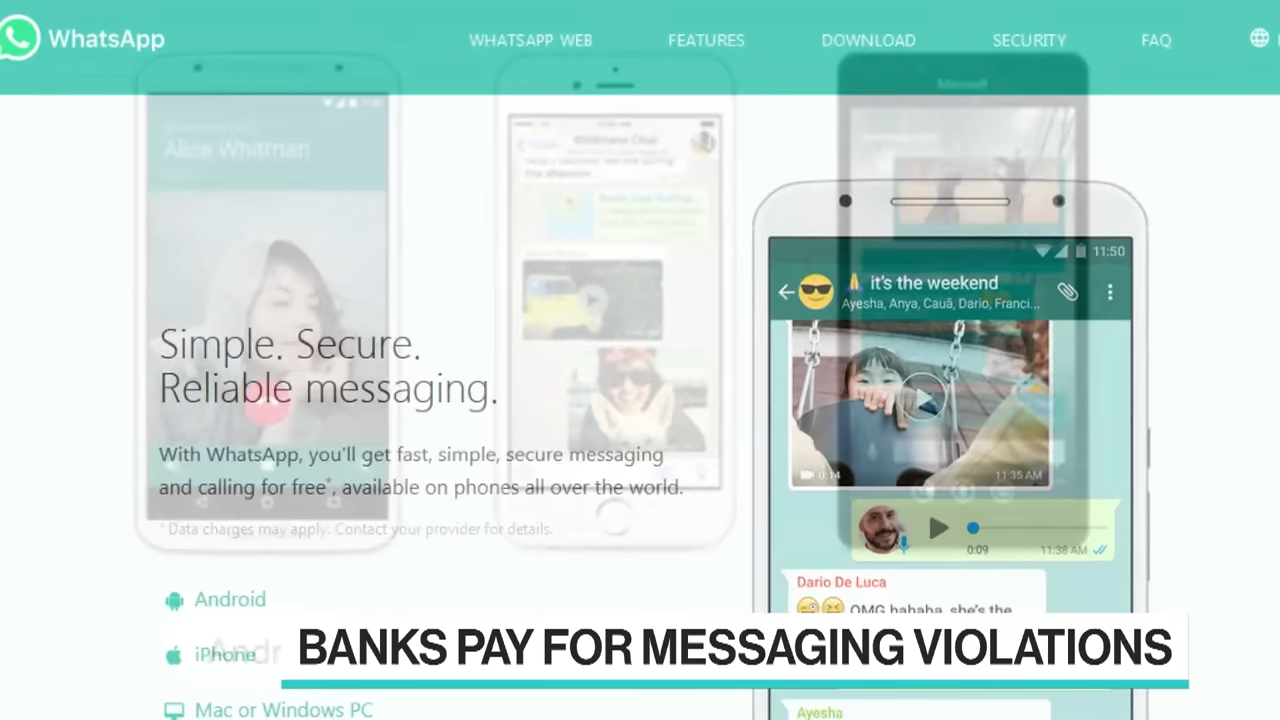 WhatsApp
WHATSAPP WEB FEATURES DOWNLOAD SECURITY FAQ
Alice Whitman
Simple. Secure.
Reliable messaging.
With WhatsApp, you'll get fast, simple, secure messaging
and calling for free*, available on phones all over the world.
* Data charges may apply. Contact your provider for details.
Android
iPhone
Mac or Windows PC
11:50
🙏 it's the weekend
Ayesha, Anya, Cauã, Dario, Franci...
0:14 11:35 AM
0:09 11:38 AM
Dario De Luca
OMG hahaha, she's the
BANKS PAY FOR MESSAGING VIOLATIONS
Ayesha